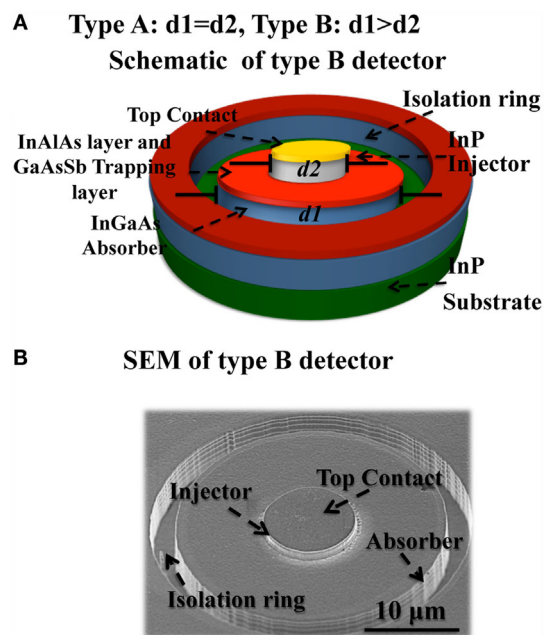 A
Type A: d1=d2, Type B: d1>d2
Schematic of type B detector
Top Contact
Isolation ring
InAlAs layer and
GaAsSb Trapping
layer
InP
Injector
d2
d1
InGaAs
Absorber
InP
Substrate
B
SEM of type B detector
Injector
Top Contact
Absorber
Isolation ring
10 µm